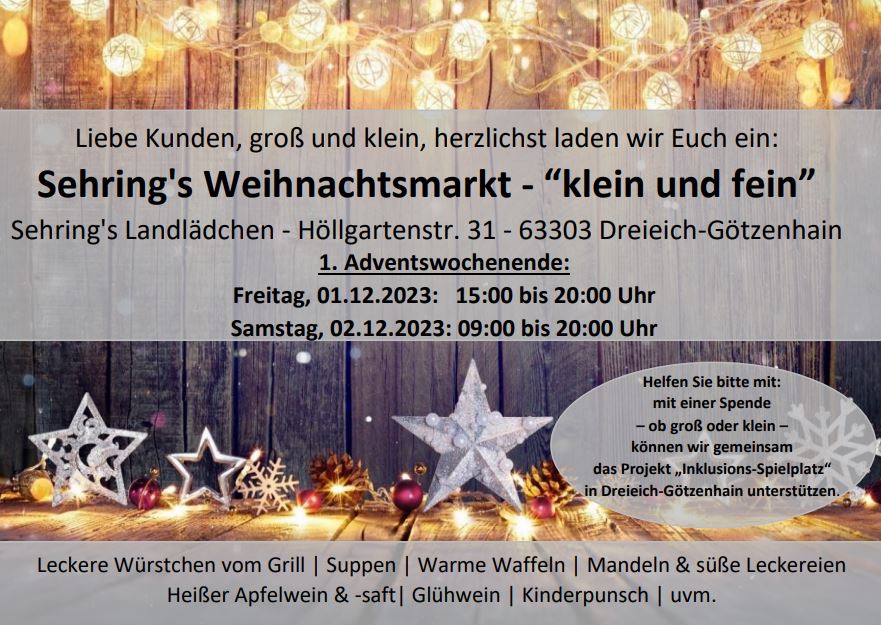 Liebe Kunden, groß und klein, herzlichst laden wir Euch ein:
Sehring's Weihnachtsmarkt - “klein und fein”
Sehring's Landlädchen - Höllgartenstr. 31 - 63303 Dreieich-Götzenhain
1. Adventswochenende:
Freitag, 01.12.2023: 15:00 bis 20:00 Uhr
Samstag, 02.12.2023: 09:00 bis 20:00 Uhr
Helfen Sie bitte mit:
mit einer Spende
– ob groß oder klein –
können wir gemeinsam
das Projekt „Inklusions-Spielplatz“
in Dreieich-Götzenhain unterstützen.
Leckere Würstchen vom Grill | Suppen | Warme Waffeln | Mandeln & süße Leckereien
Heißer Apfelwein & -saft| Glühwein | Kinderpunsch | uvm.